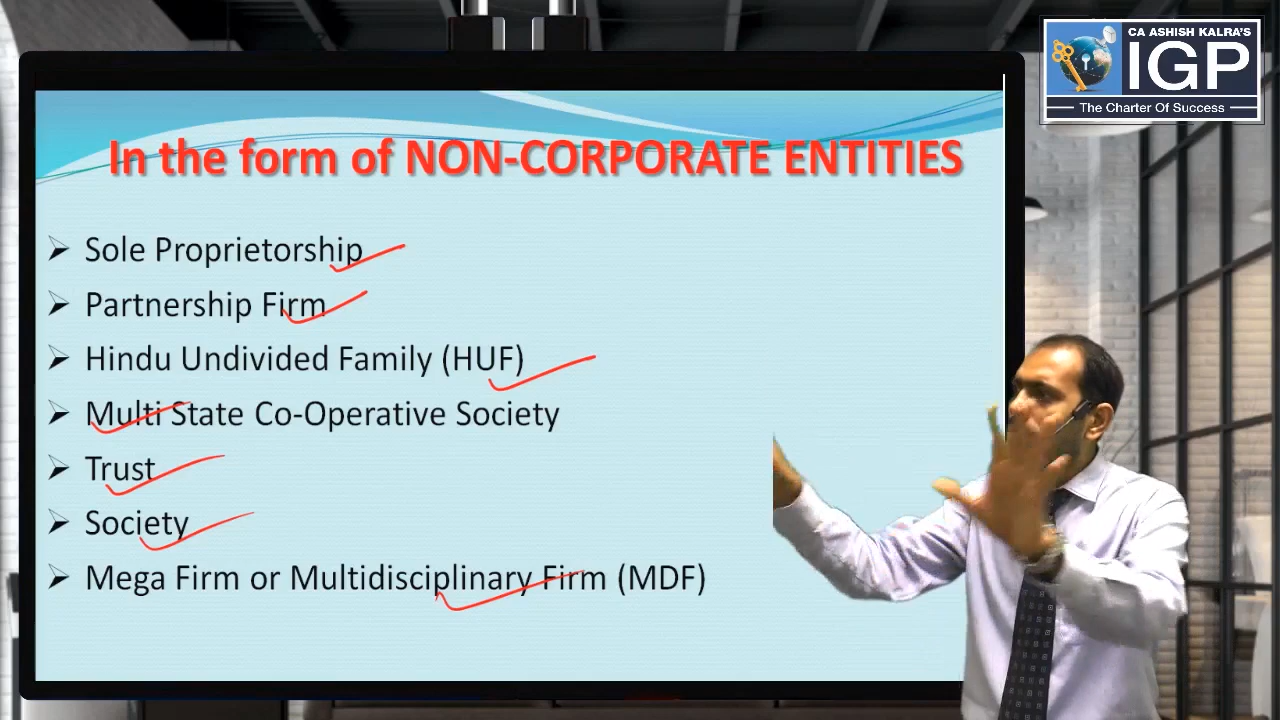 CA ASHISH KALRA'S
IGP
The Charter Of Success
In the form of NON-CORPORATE ENTITIES
Sole Proprietorship
Partnership Firm
Hindu Undivided Family (HUF)
Multi State Co-Operative Society
Trust
Society
Mega Firm or Multidisciplinary Firm (MDF)